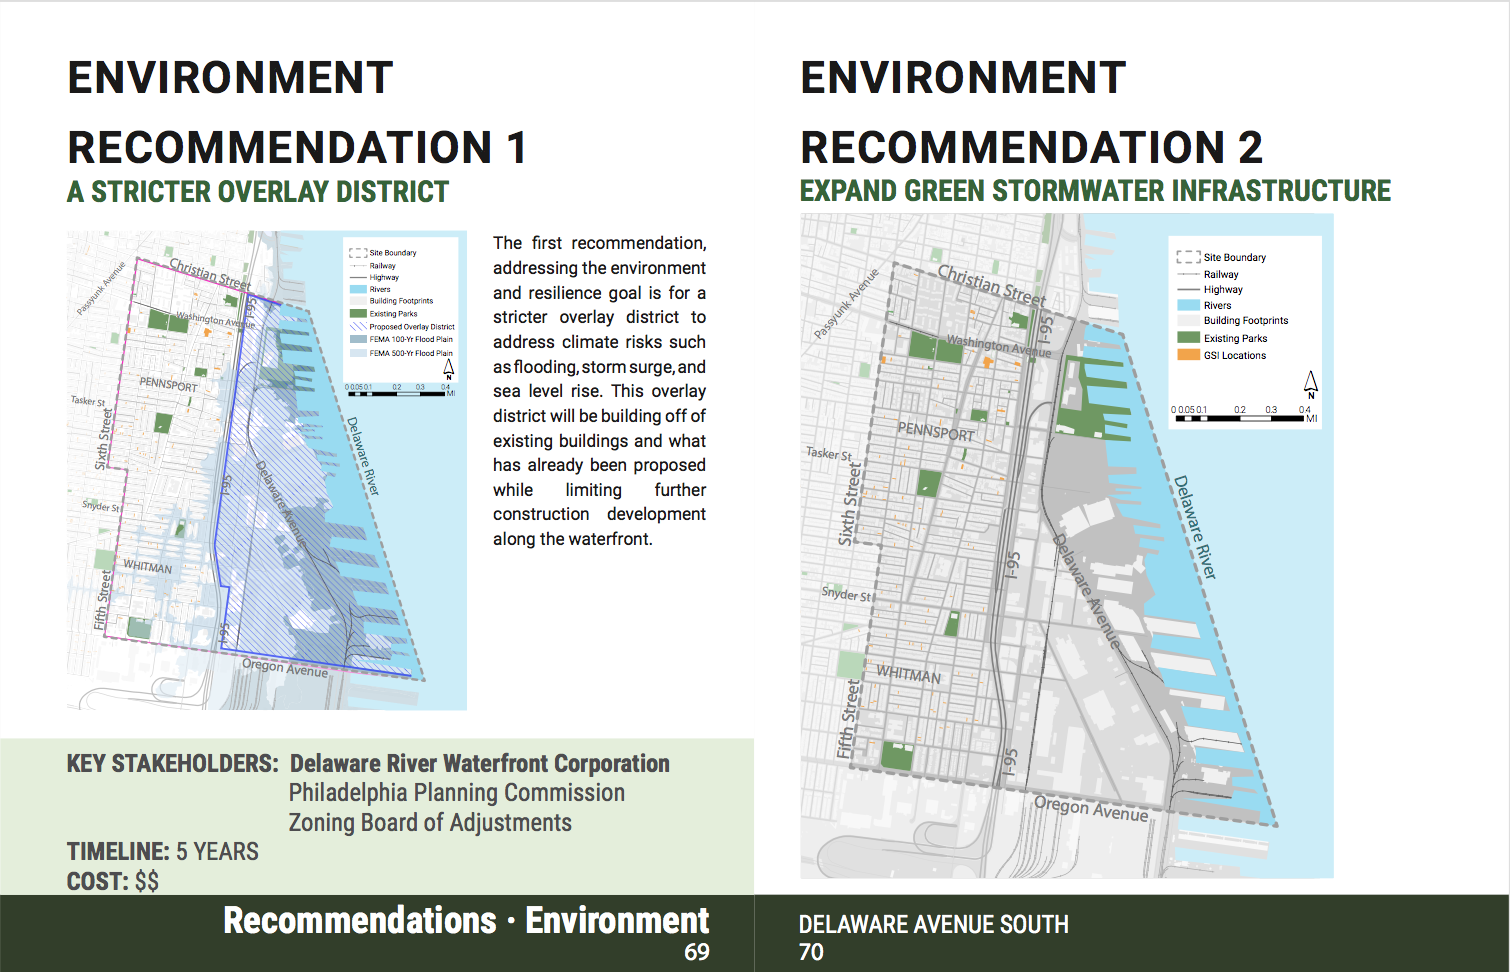 ENVIRONMENT
RECOMMENDATION 1
A STRICTER OVERLAY DISTRICT
Site Boundary
Railway
Highway
Rivers
Building Footprints
Existing Parks
Proposed Overlay District
FEMA 100-Yr Flood Plain
FEMA 500-Yr Flood Plain
N
0 0.05 0.1 0.2 0.3 0.4
MI
Christian Street
Passyunk Avenue
I-95
Washington Avenue
PENNSPORT
Tasker St
Sixth Street
Delaware River
I-95
Delaware Avenue
Snyder St
WHITMAN
Fifth Street
I-95
Oregon Avenue
The first recommendation,
addressing the environment
and resilience goal is for a
stricter overlay district to
address climate risks such
as flooding, storm surge, and
sea level rise. This overlay
district will be building off of
existing buildings and what
has already been proposed
while limiting further
construction development
along the waterfront.
KEY STAKEHOLDERS: Delaware River Waterfront Corporation
Philadelphia Planning Commission
Zoning Board of Adjustments
TIMELINE: 5 YEARS
COST: $$
Recommendations · Environment
69
ENVIRONMENT
RECOMMENDATION 2
EXPAND GREEN STORMWATER INFRASTRUCTURE
Site Boundary
Railway
Highway
Rivers
Building Footprints
Existing Parks
GSI Locations
N
0 0.05 0.1 0.2 0.3 0.4
MI
Christian Street
Passyunk Avenue
I-95
Washington Avenue
PENNSPORT
Tasker St
Sixth Street
Delaware River
I-95
Delaware Avenue
Snyder St
WHITMAN
Fifth Street
I-95
Oregon Avenue
DELAWARE AVENUE SOUTH
70